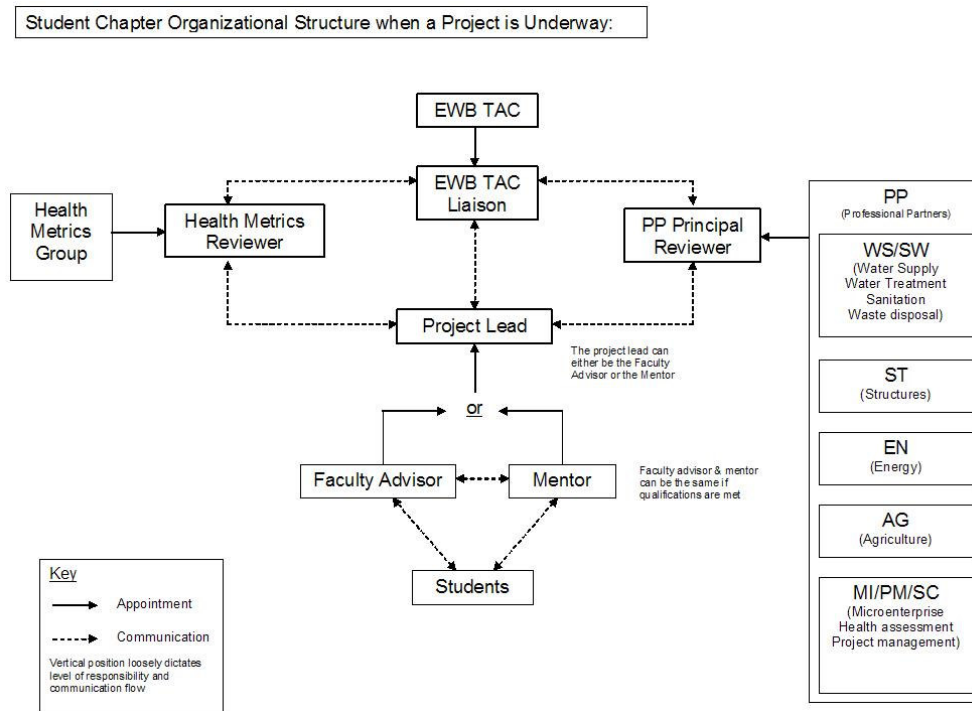 Student Chapter Organizational Structure when a Project is Underway:
EWB TAC
EWB TAC
Liaison
Health
Metrics
Group
Health Metrics
Reviewer
PP Principal
Reviewer
PP
(Professional Partners)
WS/SW
(Water Supply
Water Treatment
Sanitation
Waste disposal)
ST
(Structures)
EN
(Energy)
AG
(Agriculture)
MI/PM/SC
(Microenterprise
Health assessment
Project management)
Project Lead
The project lead can
either be the Faculty
Advisor or the Mentor
or
Faculty Advisor
Mentor
Faculty advisor & mentor
can be the same if
qualifications are met
Students
Key
Appointment
Communication
Vertical position loosely dictates
level of responsibility and
communication flow